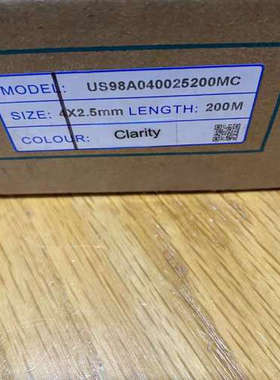 MODEL: US98A040025200MC
SIZE: 4X2.5mm LENGTH: 200M
COLOUR: Clarity